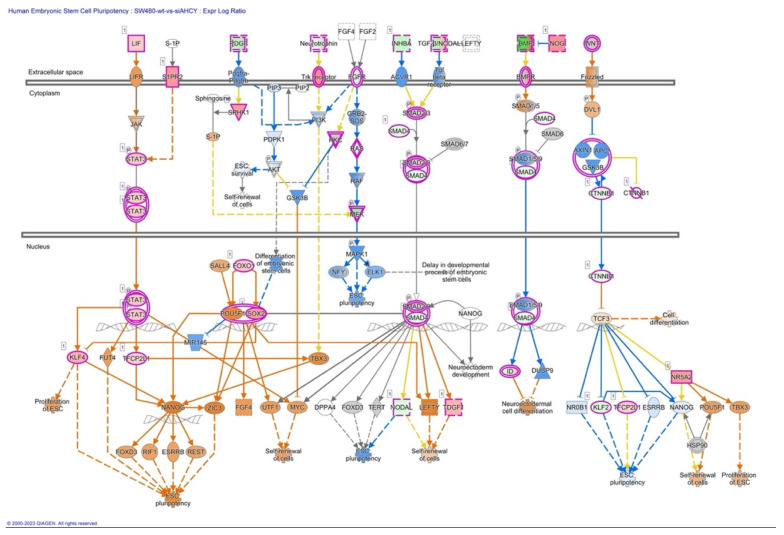 Human Embryonic Stem Cell Pluripotency : SW480-wt-vs-siAHCY : Expr Log Ratio
FGF4
FGF2
LIF
S-1P
PDGF
Neurotrophin
INHBA
TGF
NODAL
LEFTY
BMP
NOG
WNT
Extracellular space
Cytoplasm
LIFR
S1PR2
Trk receptor
FGFR
ACVR1
BMPR
Frizzled
PIP3
PIP2
Sphingosine
SPHK1
S-1P
PI3K
GRB2-
SOS
SMAD2/3
SMAD1/5
DVL1
JAK
PDPK1
PKC
RAS
SMAD4
SMAD4
SMAD6
SMAD6/7
STAT3
ESC
survival
AKT
RAF
SMAD4
SMAD1/5/9
SMAD4
AXIN1
APC
GSK3B
Self-renewal
of cells
GSK3B
STAT3
STAT3
MEK
CTNNB1
CTNNB1
Nucleus
SALL4
FOXO
Differentiation
of embryonic
stem cells
MAPK1
NFY
ELK1
Delay in developmental
process of embryonic
stem cells
CTNNB1
ESC
pluripotency
STAT3
STAT3
POU5F1
SOX2
SMAD4
NANOG
SMAD1/5/9
SMAD4
TCF3
Cell
differentiation
MIR145
KLF4
FUT4
TFCP2L1
TBX3
Neuroectoderm
development
ID
DUSP9
NR5A2
Proliferation
of ESC
NANOG
ZIC3
FGF4
UTF1
MYC
DPPA4
FOXD3
TERT
NODAL
LEFTY
TDGF1
Neuroectodermal
cell differentiation
NR0B1
KLF2
TFCP2L1
ESRRB
NANOG
POU5F1
TBX3
FOXD3
RIF1
ESRRB
REST
Self-renewal
of cells
ESC
pluripotency
Self-renewal
of cells
HSP90
ESC
pluripotency
Self-renewal
of cells
Proliferation
of ESC
ESC
pluripotency
© 2000-2023 QIAGEN. All rights reserved.